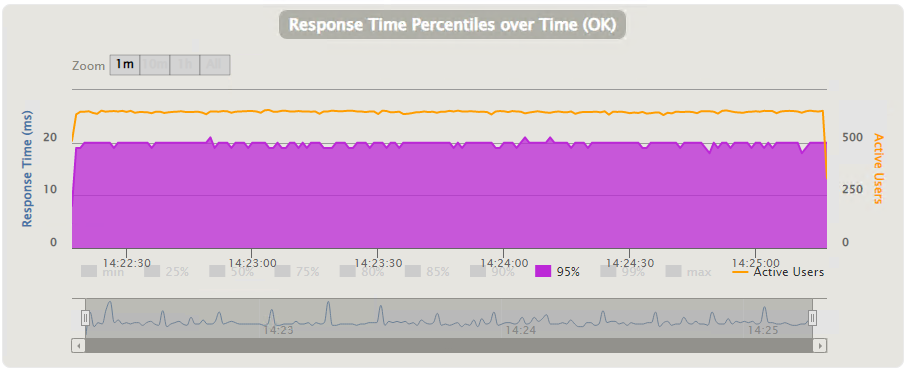 Response Time Percentiles over Time (OK)
Zoom 1m 10m 1h All
Response Time (ms)
20
10
0
500
250
0
Active Users
14:22:30 14:23:00 14:23:30 14:24:00 14:24:30 14:25:00
min 25% 50% 75% 80% 85% 90% 95% 99% max Active Users
14:23 14:24 14:25